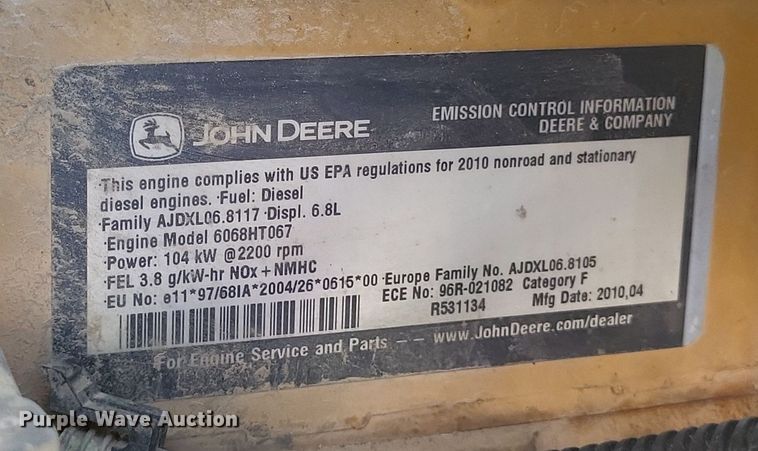 JOHN DEERE
EMISSION CONTROL INFORMATION
DEERE & COMPANY
This engine complies with US EPA regulations for 2010 nonroad and stationary
diesel engines. Fuel: Diesel
Family AJDXL06.8117 Displ. 6.8L
Engine Model 6068HT067
Power: 104 kW @2200 rpm
FEL 3.8 g/kW-hr NOx + NMHC
EU No: e11*97/68IA*2004/26*0615*00 Europe Family No. AJDXL06.8105
ECE No: 96R-021082 Category F
R531134 Mfg Date: 2010,04
For Engine Service and Parts -- www.JohnDeere.com/dealer
Purple Wave Auction